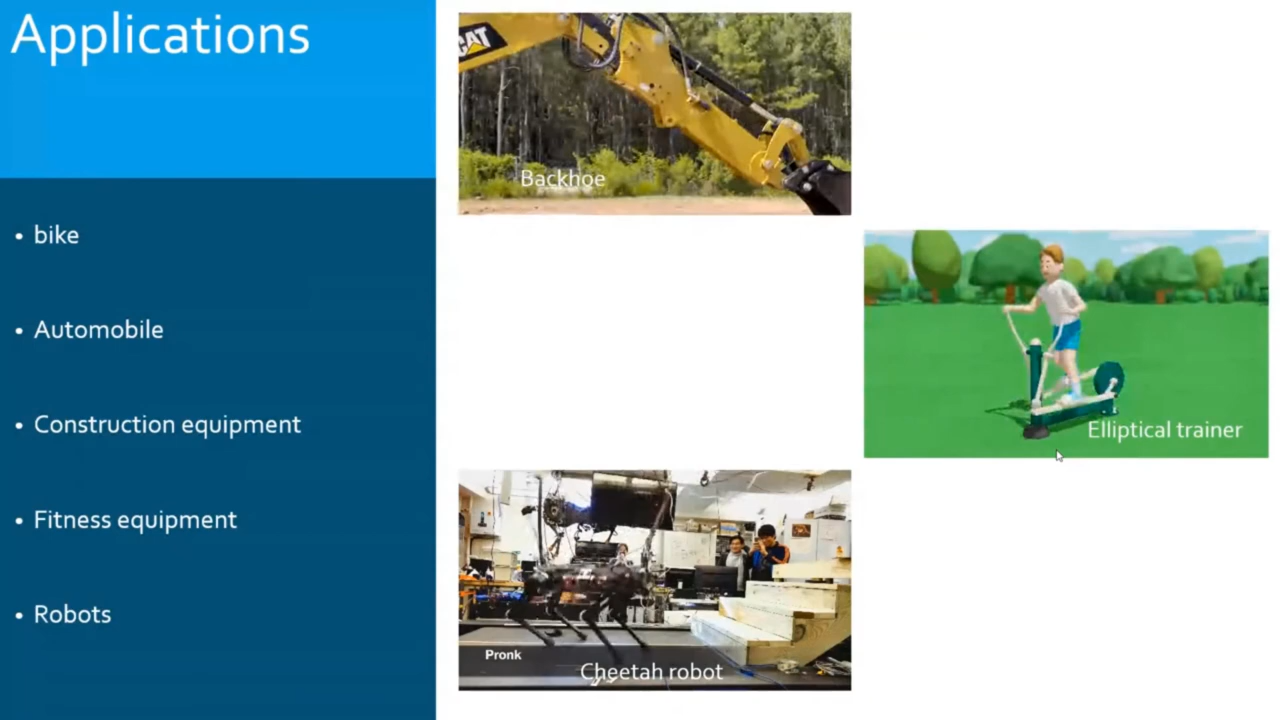 Applications
• bike
• Automobile
• Construction equipment
• Fitness equipment
• Robots
CAT
Backhoe
Elliptical trainer
Pronk
Cheetah robot